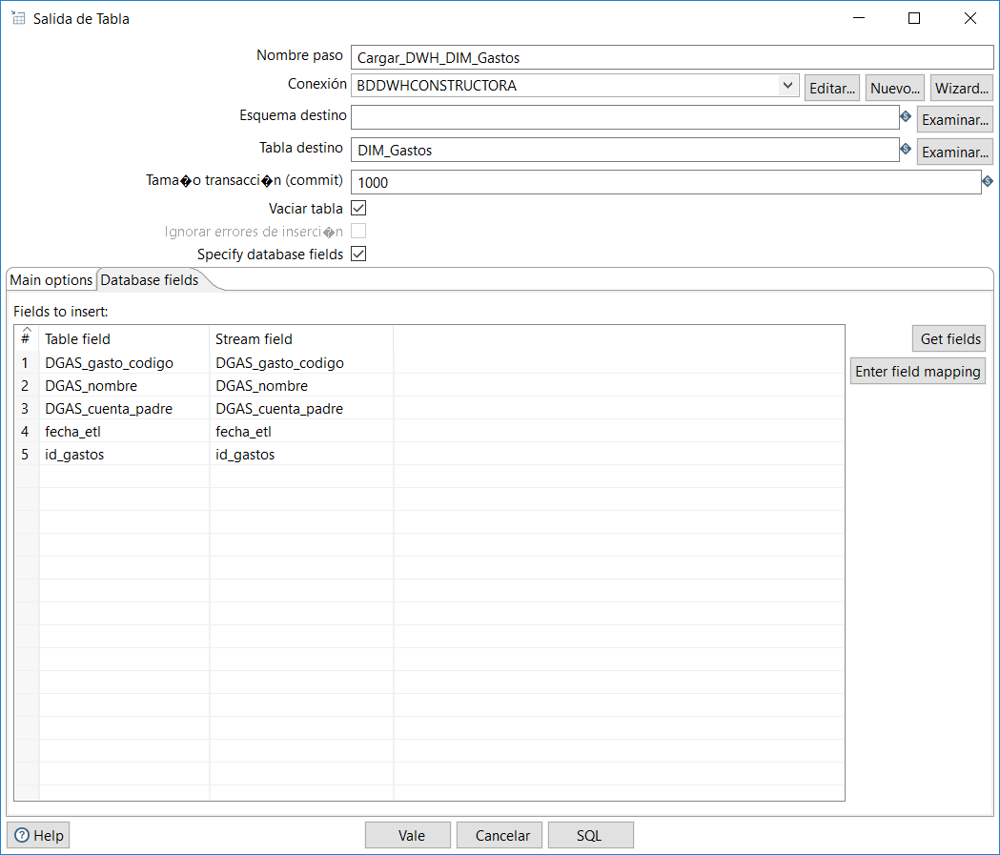 Salida de Tabla
Nombre paso Cargar_DWH_DIM_Gastos
Conexión BDDWHCONSTRUCTORA Editar... Nuevo... Wizard...
Esquema destino Examinar...
Tabla destino DIM_Gastos Examinar...
Tama�o transacci�n (commit) 1000
Vaciar tabla
Ignorar errores de inserci�n
Specify database fields
Main options Database fields
Fields to insert:
# Table field Stream field Get fields
1 DGAS_gasto_codigo DGAS_gasto_codigo Enter field mapping
2 DGAS_nombre DGAS_nombre
3 DGAS_cuenta_padre DGAS_cuenta_padre
4 fecha_etl fecha_etl
5 id_gastos id_gastos
Help Vale Cancelar SQL